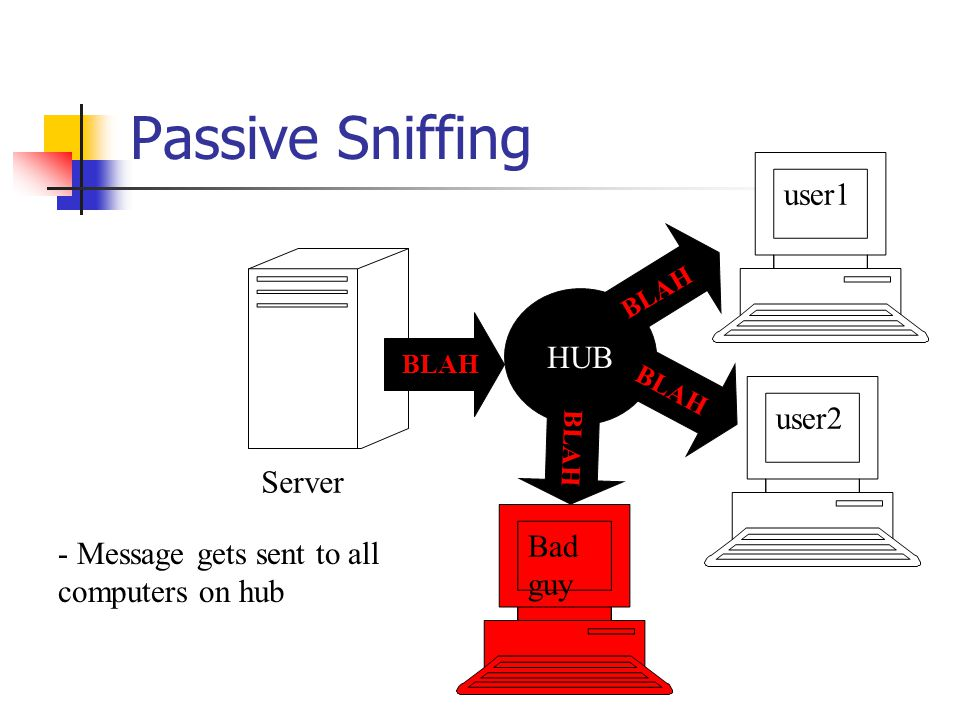 Passive Sniffing
user1
BLAH
HUB
BLAH
BLAH
user2
BLAH
Server
Bad
guy
- Message gets sent to all
computers on hub